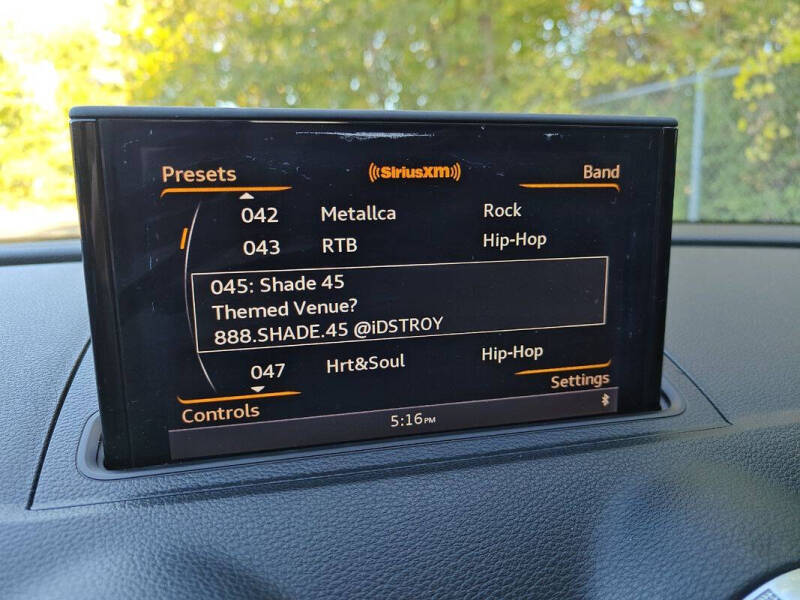 Presets
SiriusXM
Band
042 Metallca Rock
043 RTB Hip-Hop
045: Shade 45
Themed Venue?
888.SHADE.45 @iDSTROY
047 Hrt&Soul Hip-Hop
Settings
Controls
5:16PM